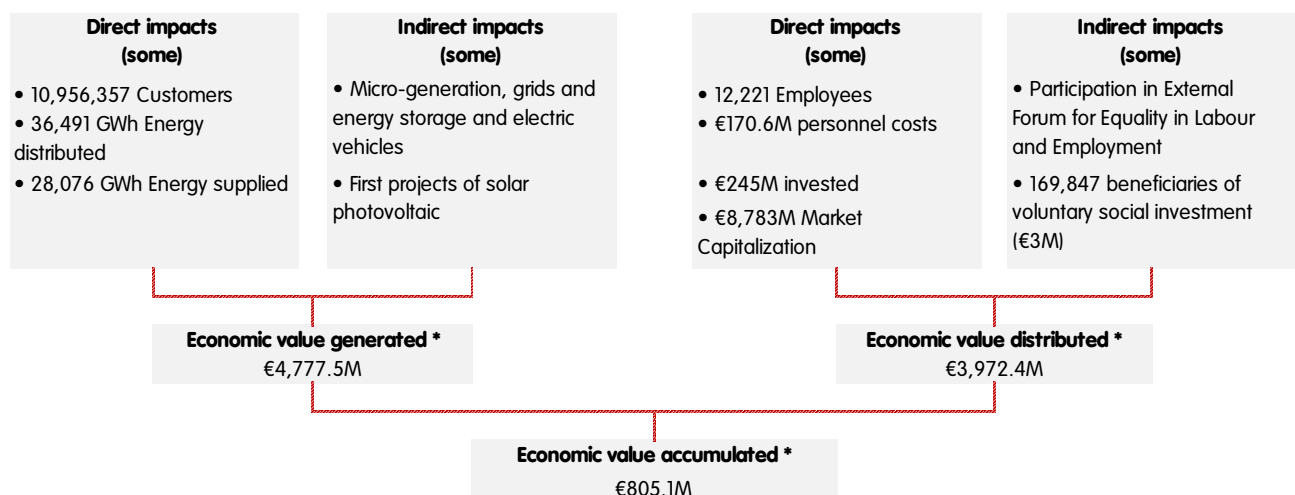 Direct impacts
(some)
• 10,956,357 Customers
• 36,491 GWh Energy
distributed
• 28,076 GWh Energy supplied
Indirect impacts
(some)
• Micro-generation, grids and
energy storage and electric
vehicles
• First projects of solar
photovoltaic
Direct impacts
(some)
• 12,221 Employees
• €170.6M personnel costs
• €245M invested
• €8,783M Market
Capitalization
Indirect impacts
(some)
• Participation in External
Forum for Equality in Labour
and Employment
• 169,847 beneficiaries of
voluntary social investment
(€3M)
Economic value generated *
€4,777.5M
Economic value distributed *
€3,972.4M
Economic value accumulated *
€805.1M